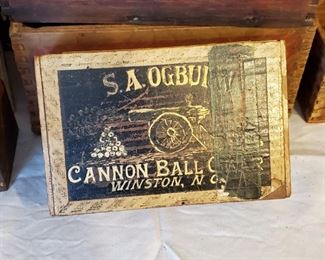 S. A. OGBU
CANNON BALL
WINSTON, N. C.